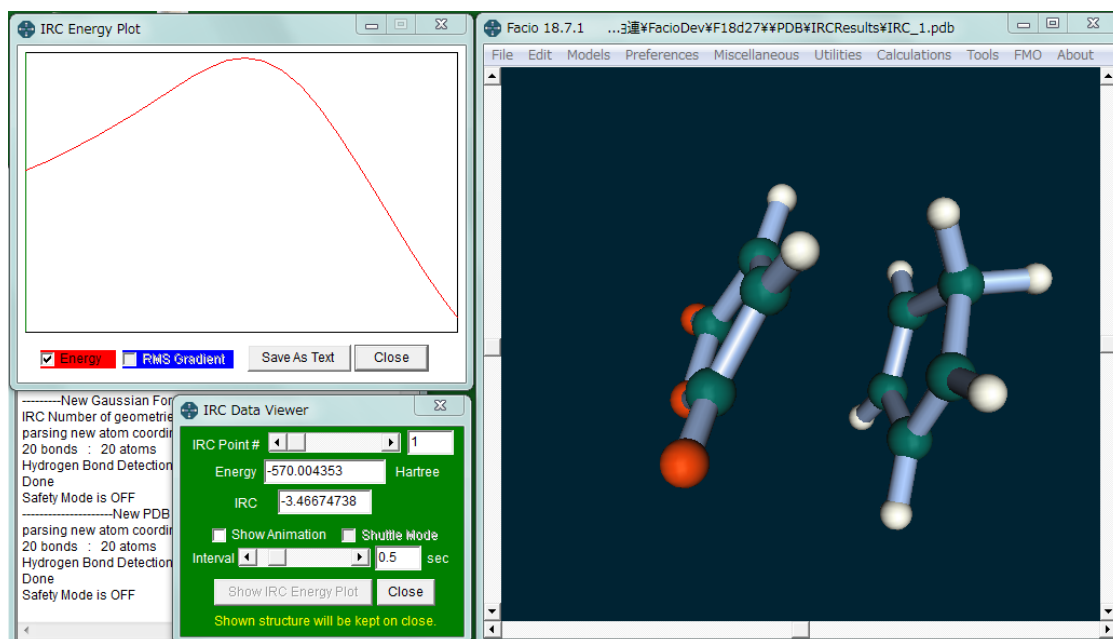 IRC Energy Plot
Energy
RMS Gradient
Save As Text
Close
---------New Gaussian For
IRC Number of geometrie
parsing new atom coordin
20 bonds : 20 atoms
Hydrogen Bond Detection
Done
Safety Mode is OFF
---------------------New PDB
parsing new atom coordin
20 bonds : 20 atoms
Hydrogen Bond Detection
Done
Safety Mode is OFF
IRC Data Viewer
IRC Point # 1
Energy -570.004353 Hartree
IRC -3.46674738
Show Animation Shuttle Mode
Interval 0.5 sec
Show IRC Energy Plot Close
Shown structure will be kept on close.
Facio 18.7.1 ...ﾖ連¥FacioDev¥F18d27¥¥PDB¥IRCResults¥IRC_1.pdb
File Edit Models Preferences Miscellaneous Utilities Calculations Tools FMO About